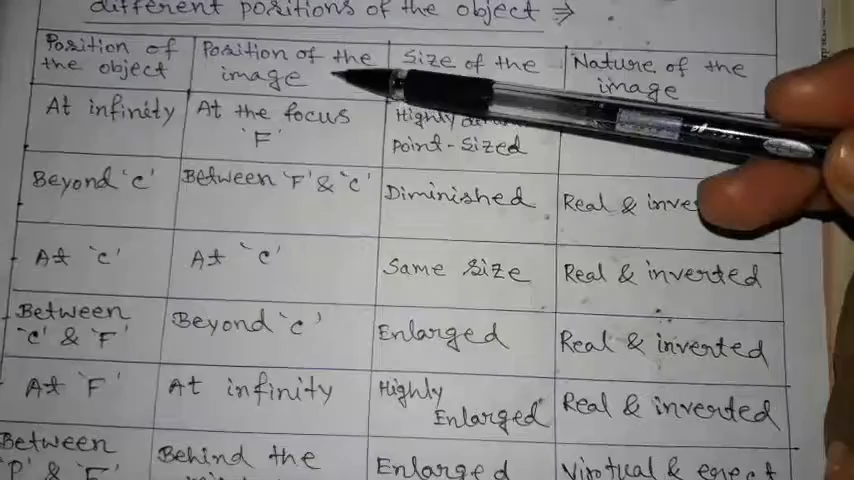 different positions of the object ⇒
Position of the object
Position of the image
Size of the
Nature of the image
At infinity
At the focus 'F'
Highly
Point-Sized
Beyond 'C'
Between 'F' & 'C'
Diminished
Real &
At 'C'
At 'C'
Same size
Real & inverted
Between 'C' & 'F'
Beyond 'C'
Enlarged
Real & inverted
At 'F'
At infinity
Highly Enlarged
Real & inverted
Between 'P' & 'F'
Behind the
Enlarged
Virtual & erect